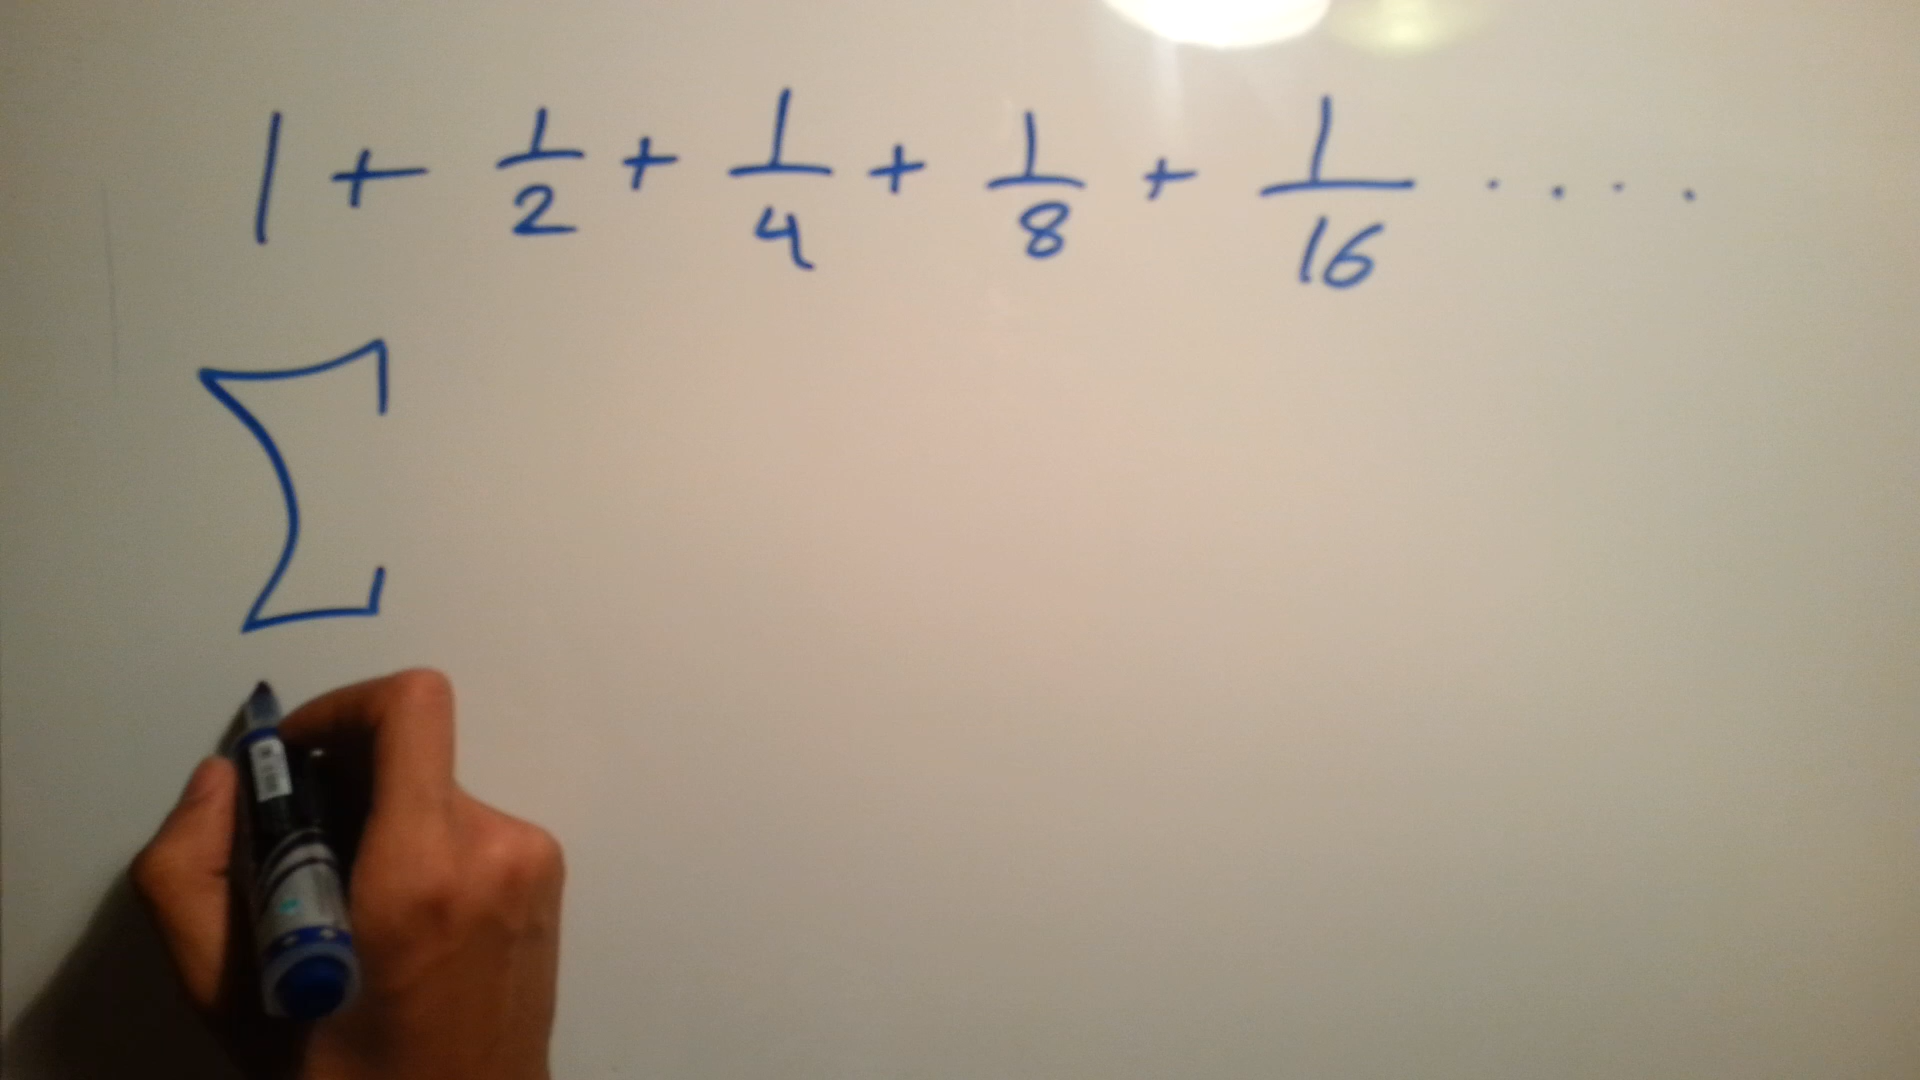 1 + 1/2 + 1/4 + 1/8 + 1/16 ....
∑